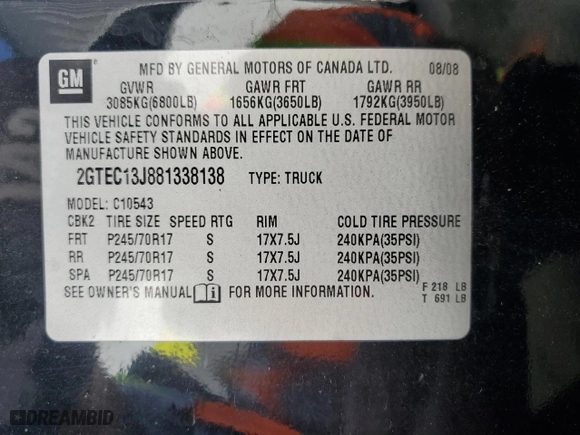 GM
MFD BY GENERAL MOTORS OF CANADA LTD. 08/08
GVWR GAWR FRT GAWR RR
3085KG(6800LB) 1656KG(3650LB) 1792KG(3950LB)
THIS VEHICLE CONFORMS TO ALL APPLICABLE U.S. FEDERAL MOTOR
VEHICLE SAFETY STANDARDS IN EFFECT ON THE DATE OF
MANUFACTURE SHOWN ABOVE.
2GTEC13J881338138 TYPE: TRUCK
MODEL: C10543
CBK2 TIRE SIZE SPEED RTG RIM COLD TIRE PRESSURE
FRT P245/70R17 S 17X7.5J 240KPA(35PSI)
RR P245/70R17 S 17X7.5J 240KPA(35PSI)
SPA P245/70R17 S 17X7.5J 240KPA(35PSI)
SEE OWNER'S MANUAL i FOR MORE INFORMATION.
F 218 LB
T 691 LB
DREAMBID